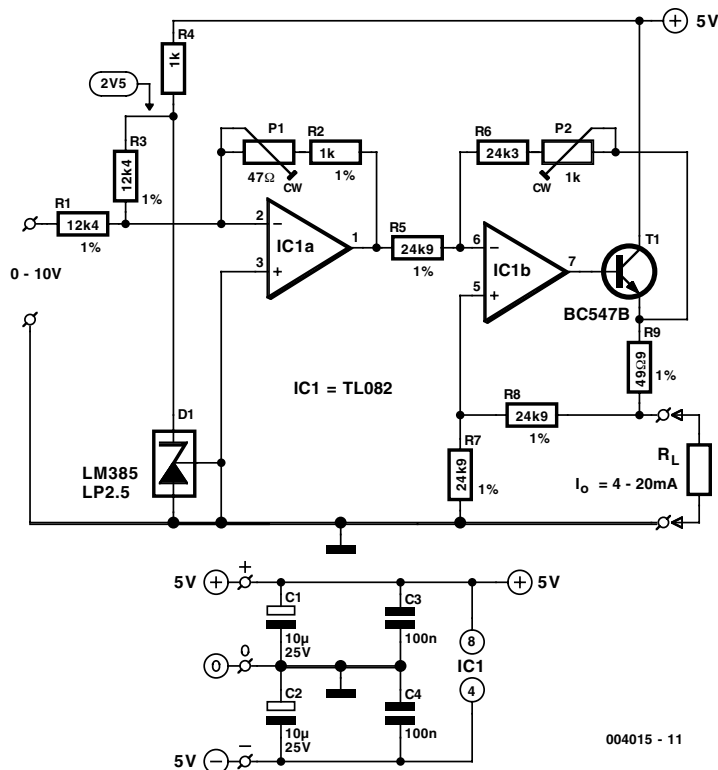 R4
1k
5V
2V5
R3
12k4
1%
R1
12k4
1%
0 - 10V
P1
47Ω
CW
R2
1k
1%
2
3
1
IC1a
R5
24k9
1%
R6
24k3
P2
CW
1k
6
5
7
IC1b
T1
BC547B
R9
49Ω9
1%
IC1 = TL082
R8
24k9
1%
R7
24k9
1%
D1
LM385
LP2.5
RL
Io = 4 - 20mA
5V + +
C1
10µ
25V
C3
100n
+ 5V
8
IC1
4
0 0
C2
10µ
25V
C4
100n
5V − −
004015 - 11